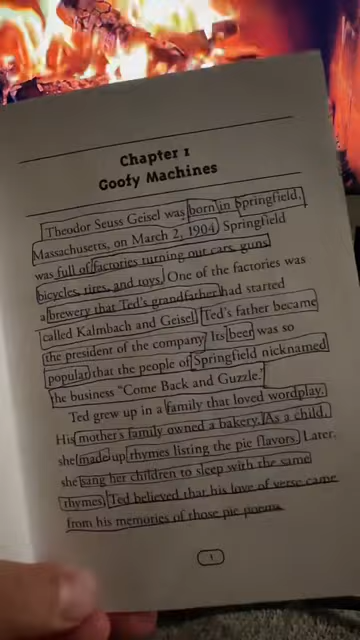 Chapter 1
Goofy Machines
Theodor Seuss Geisel was born in Springfield,
Massachusetts, on March 2, 1904. Springfield
was full of factories turning out cars, guns,
bicycles, tires, and toys. One of the factories was
a brewery that Ted's grandfather had started
called Kalmbach and Geisel. Ted's father became
the president of the company. Its beer was so
popular that the people of Springfield nicknamed
the business "Come Back and Guzzle."
Ted grew up in a family that loved wordplay.
His mother's family owned a bakery. As a child,
she made up rhymes listing the pie flavors. Later,
she sang her children to sleep with the same
rhymes. Ted believed that his love of verse came
from his memories of those pie poems.
1